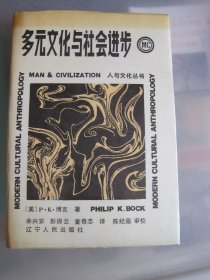 多元文化与社会进步
MC
MAN & CIVILIZATION 人与文化丛书
MODERN CULTURAL ANTHROPOLOGY
MODERN CULTURAL ANTHROPOLOGY
〔美〕P·K·博克 著 PHILIP K. BOCK
余兴安 彭振云 童奇志 译 陈纪遥 审校
辽宁人民出版社